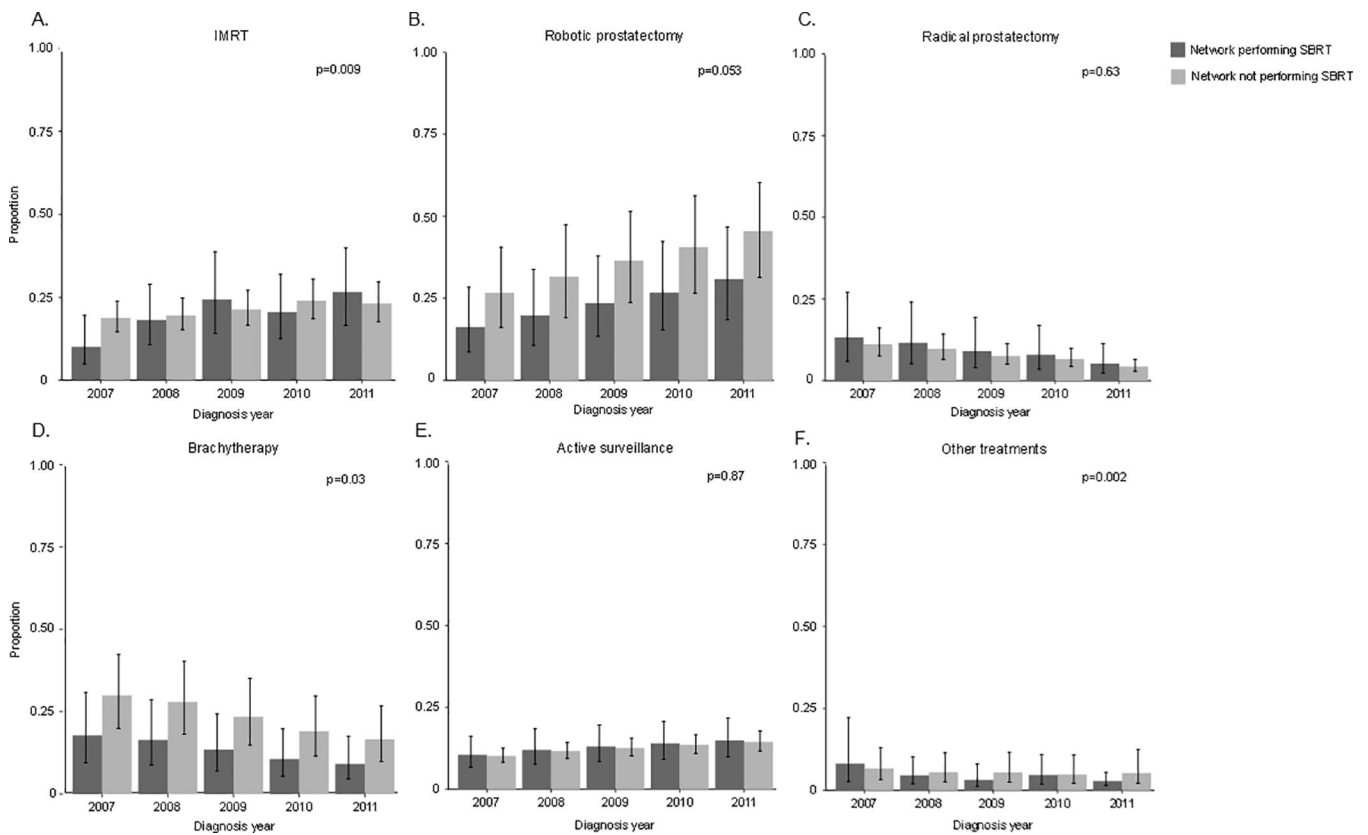 A.
IMRT
1.00
p=0.009
0.75
0.50
0.25
0
Proportion
2007 2008 2009 2010 2011
Diagnosis year
B.
Robotic prostatectomy
1.00
p=0.053
0.75
0.50
0.25
0
2007 2008 2009 2010 2011
Diagnosis year
C.
Radical prostatectomy
1.00
p=0.63
0.75
0.50
0.25
0
2007 2008 2009 2010 2011
Diagnosis year
Network performing SBRT
Network not performing SBRT
D.
Brachytherapy
1.00
p=0.03
0.75
0.50
0.25
0
Proportion
2007 2008 2009 2010 2011
Diagnosis year
E.
Active surveillance
1.00
p=0.87
0.75
0.50
0.25
0
2007 2008 2009 2010 2011
Diagnosis year
F.
Other treatments
1.00
p=0.002
0.75
0.50
0.25
0
2007 2008 2009 2010 2011
Diagnosis year